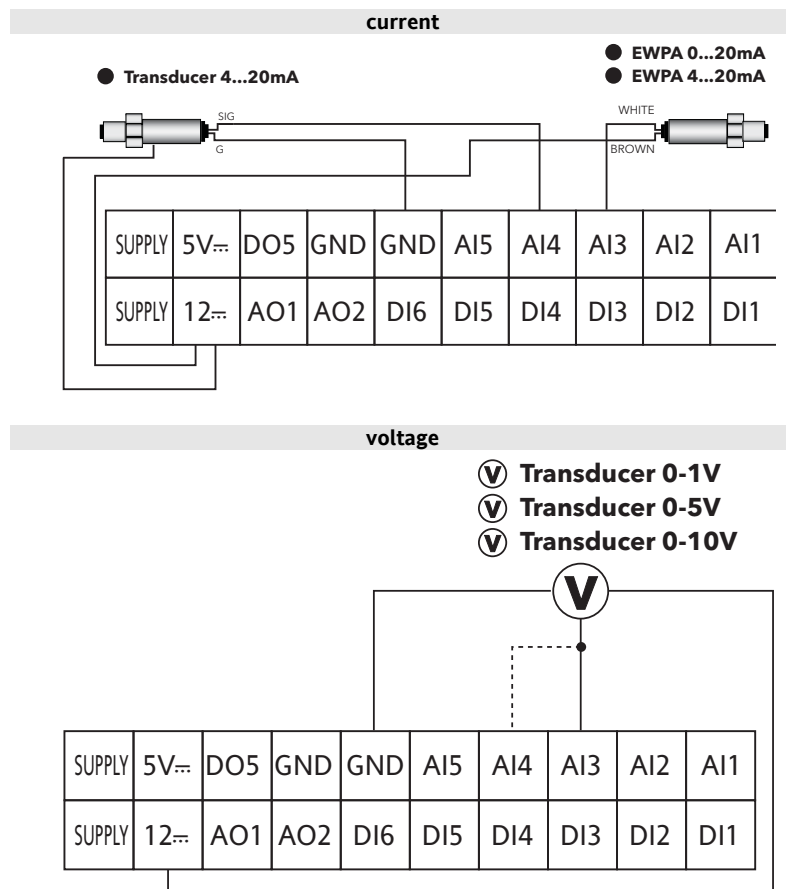 current
● EWPA 0...20mA
● Transducer 4...20mA
● EWPA 4...20mA
SIG
WHITE
G
BROWN
SUPPLY 5V⎓ DO5 GND GND AI5 AI4 AI3 AI2 AI1
SUPPLY 12⎓ AO1 AO2 DI6 DI5 DI4 DI3 DI2 DI1
voltage
V Transducer 0-1V
V Transducer 0-5V
V Transducer 0-10V
V
SUPPLY 5V⎓ DO5 GND GND AI5 AI4 AI3 AI2 AI1
SUPPLY 12⎓ AO1 AO2 DI6 DI5 DI4 DI3 DI2 DI1